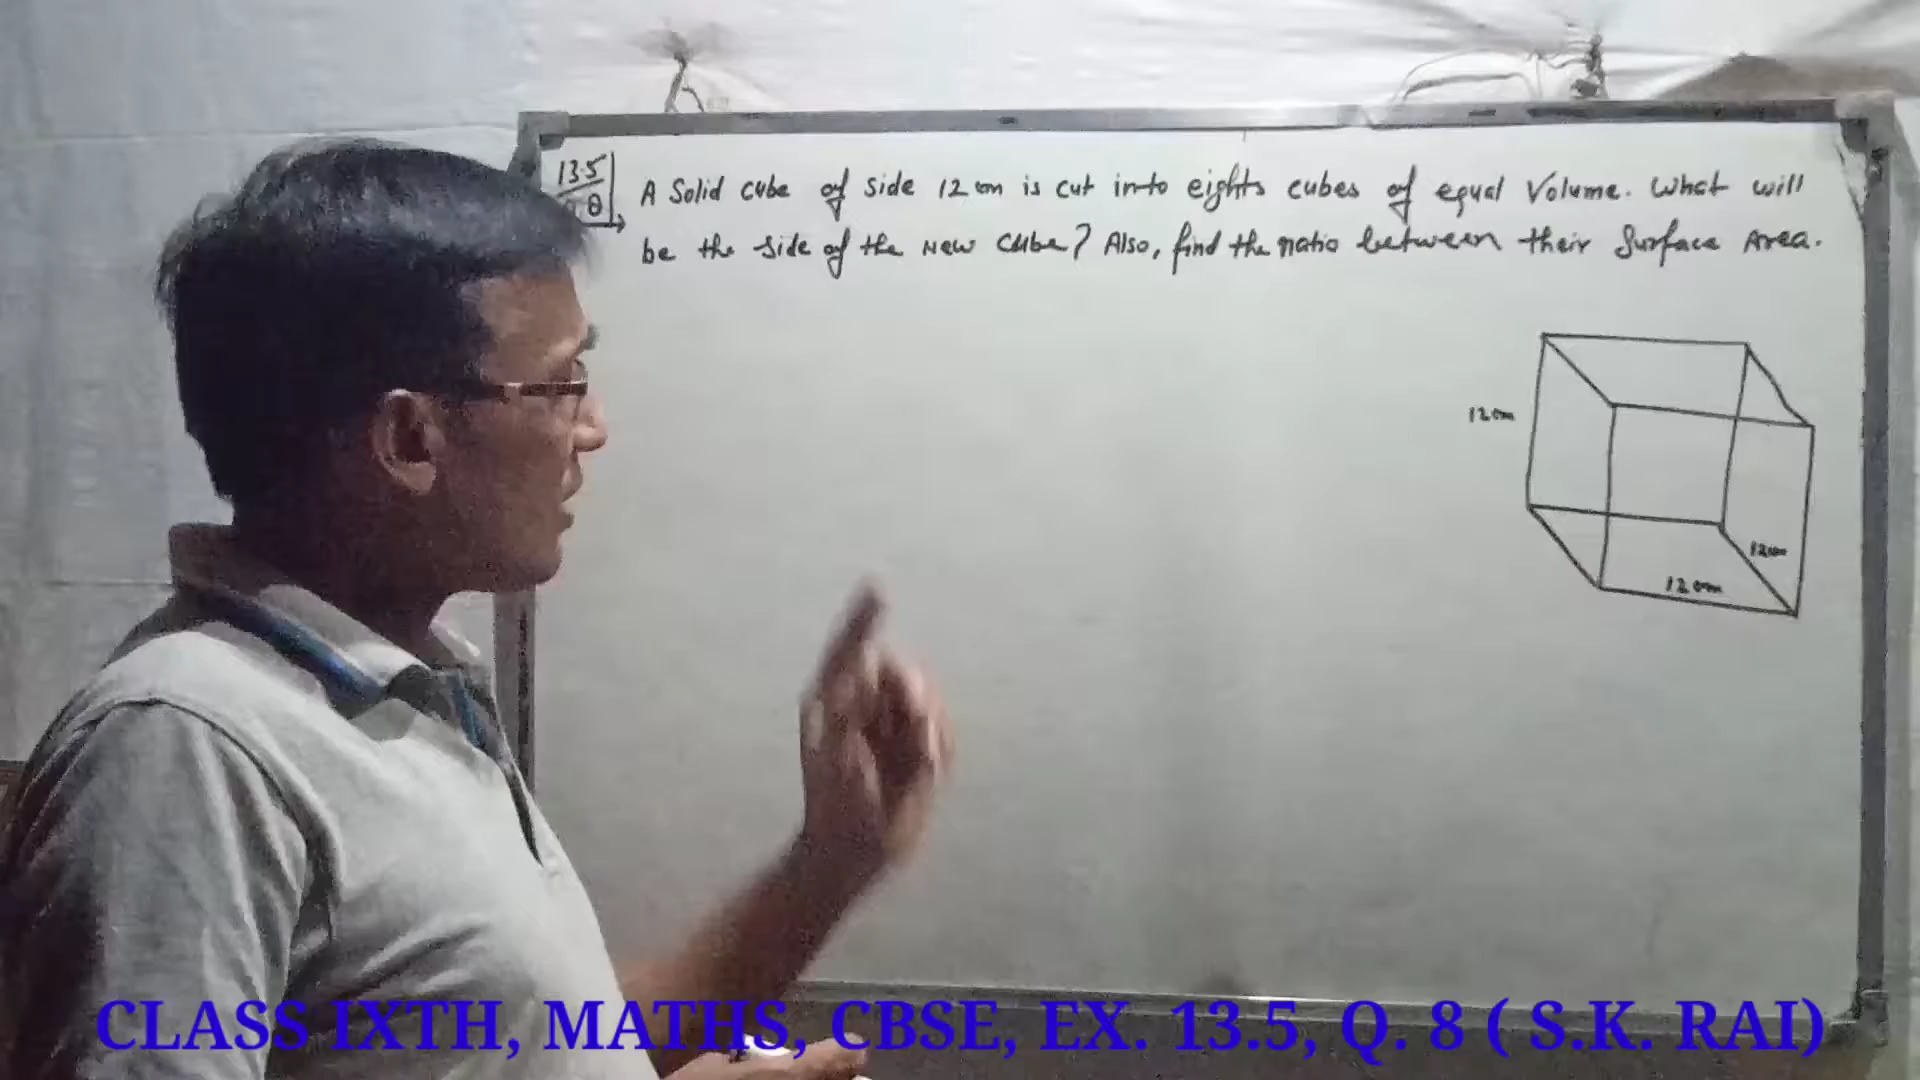 13.5
8
A Solid cube of side 12 cm is cut into eights cubes of equal Volume. What will
be the side of the New cube? Also, find the ratio between their Surface Area.
12 cm
12 cm
12 cm
CLASS IXTH, MATHS, CBSE, EX. 13.5, Q. 8 ( S.K. RAI)